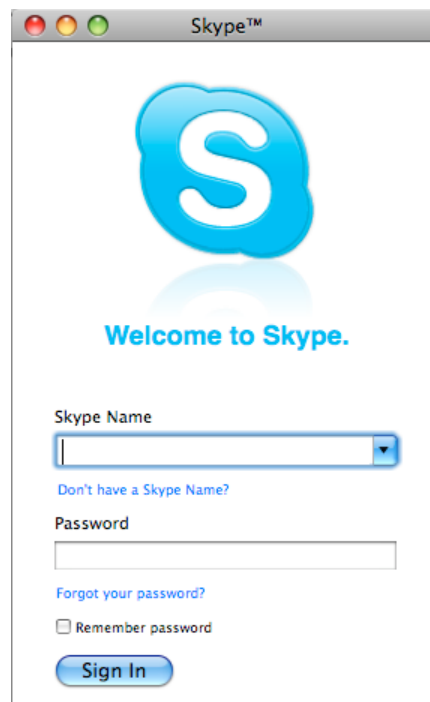 Skype™
S
Welcome to Skype.
Skype Name
Don't have a Skype Name?
Password
Forgot your password?
Remember password
Sign In